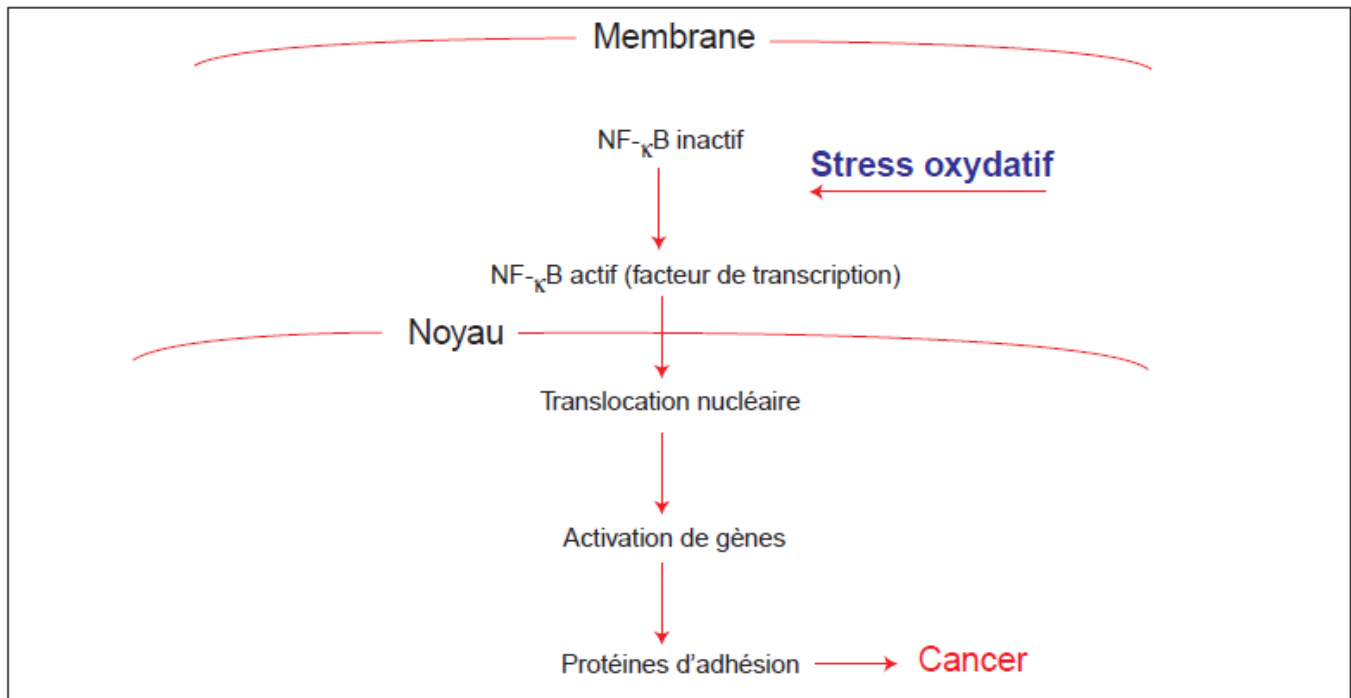 Membrane
NF-κB inactif
Stress oxydatif
NF-κB actif (facteur de transcription)
Noyau
Translocation nucléaire
Activation de gènes
Protéines d’adhésion
Cancer